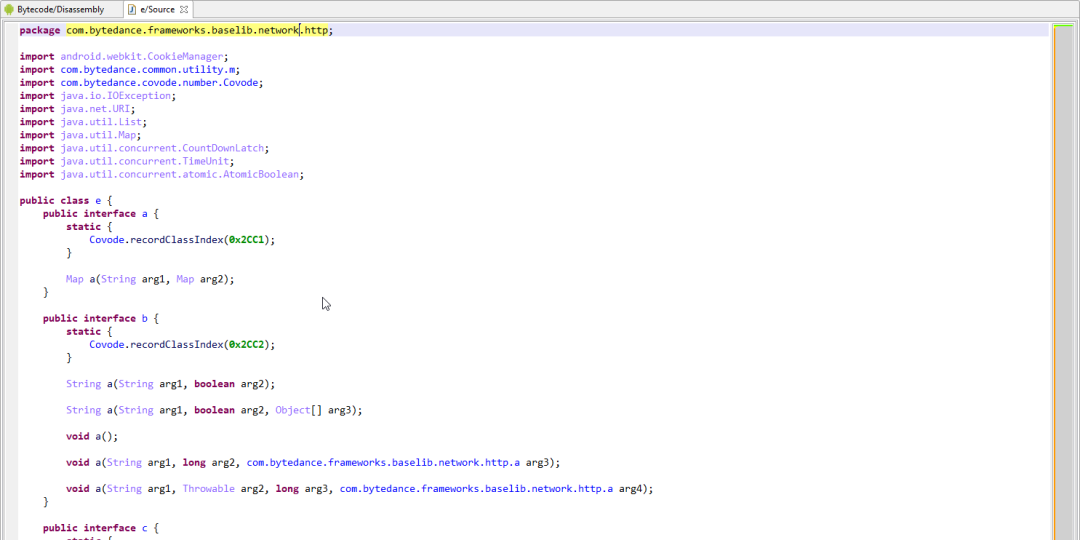 Bytecode/Disassembly e/Source
package com.bytedance.frameworks.baselib.network.http;
import android.webkit.CookieManager;
import com.bytedance.common.utility.m;
import com.bytedance.covode.number.Covode;
import java.io.IOException;
import java.net.URI;
import java.util.List;
import java.util.Map;
import java.util.concurrent.CountDownLatch;
import java.util.concurrent.TimeUnit;
import java.util.concurrent.atomic.AtomicBoolean;
public class e {
public interface a {
static {
Covode.recordClassIndex(0x2CC1);
}
Map a(String arg1, Map arg2);
}
public interface b {
static {
Covode.recordClassIndex(0x2CC2);
}
String a(String arg1, boolean arg2);
String a(String arg1, boolean arg2, Object[] arg3);
void a();
void a(String arg1, long arg2, com.bytedance.frameworks.baselib.network.http.a arg3);
void a(String arg1, Throwable arg2, long arg3, com.bytedance.frameworks.baselib.network.http.a arg4);
}
public interface c {